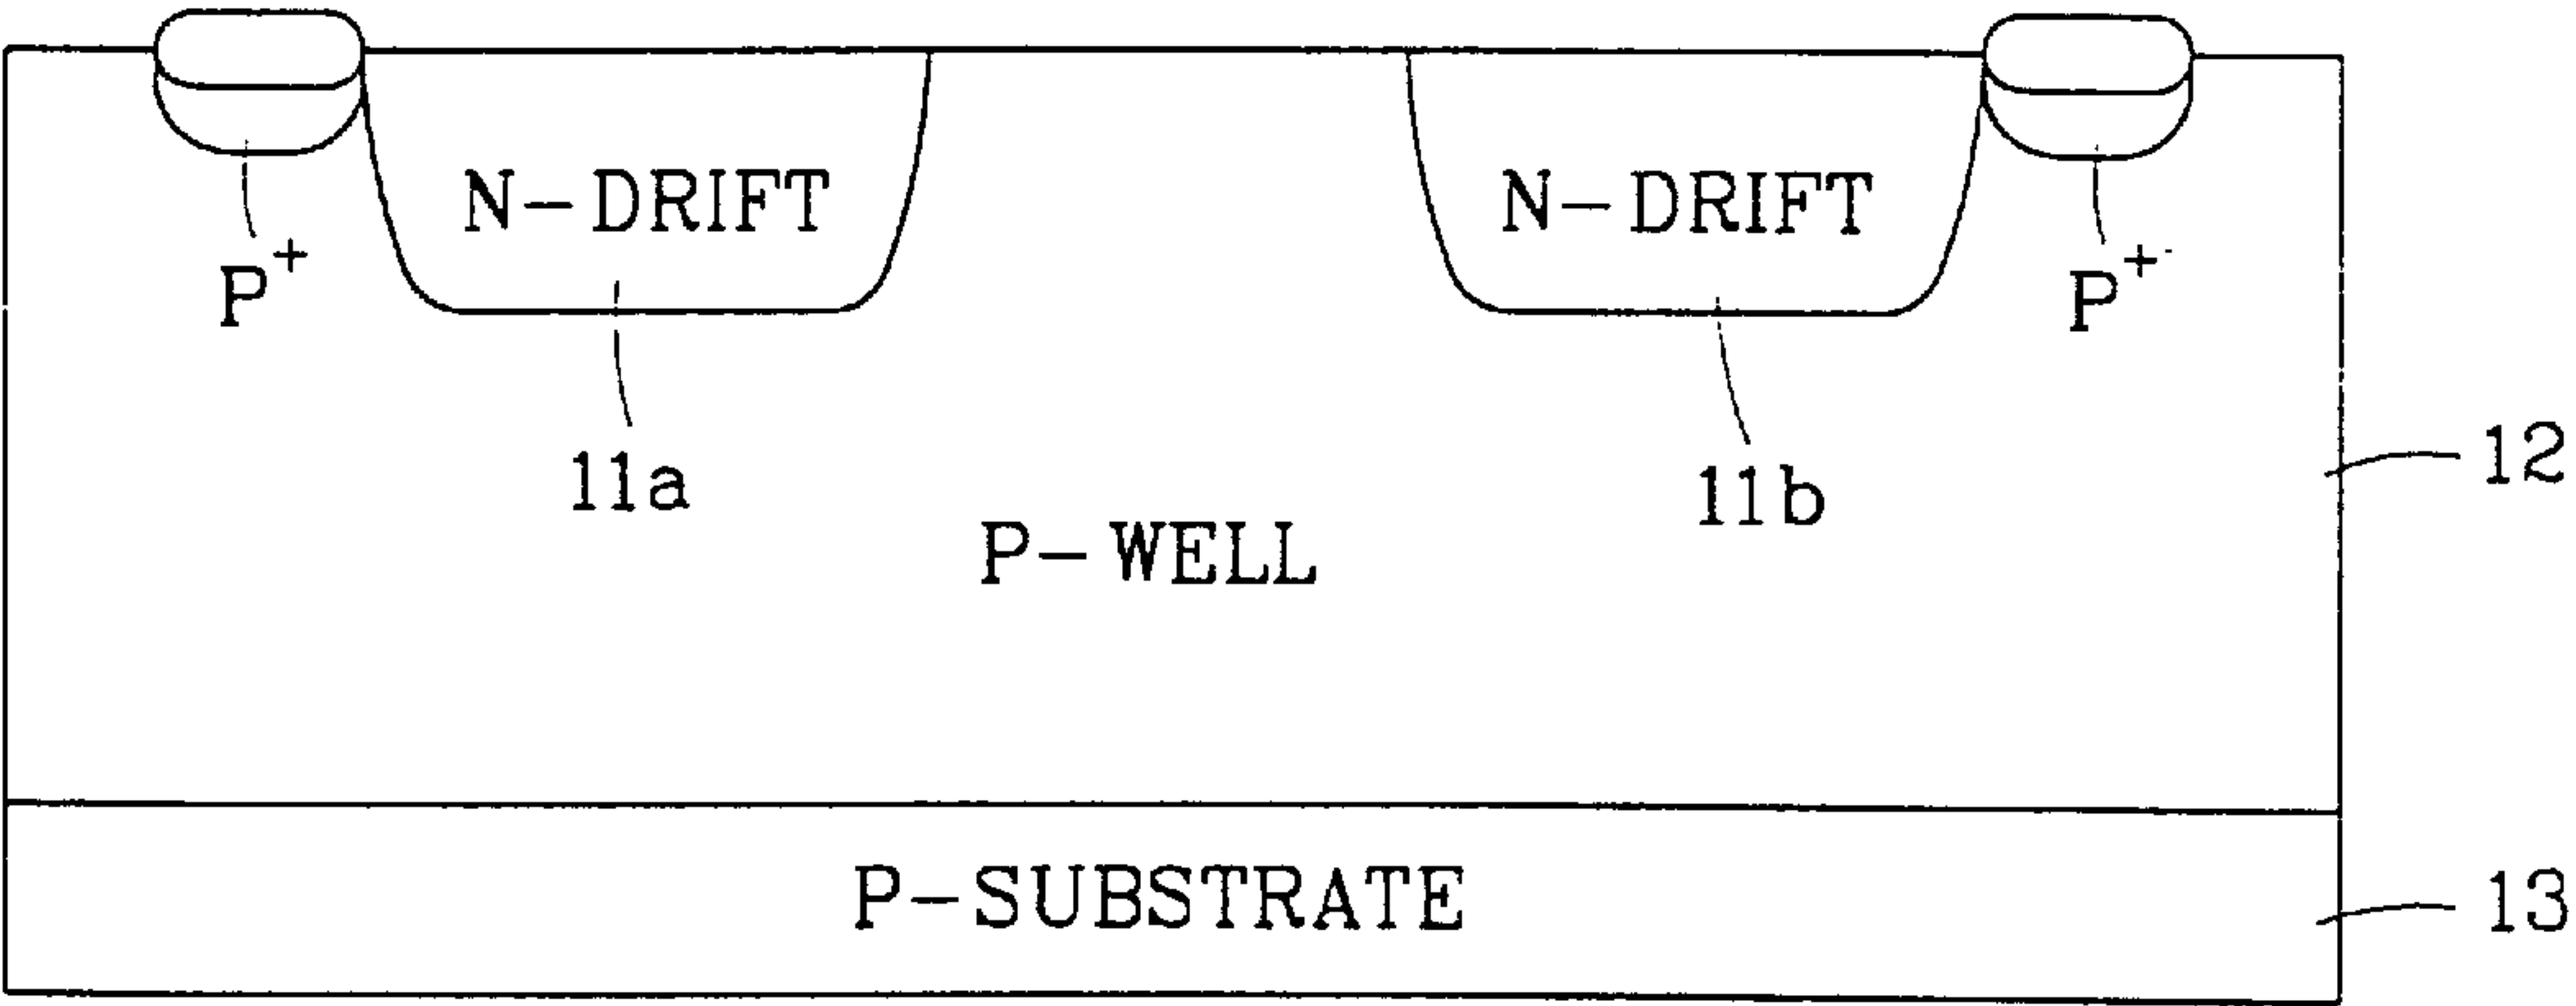 N-DRIFT
N-DRIFT
P+
P+
11a
11b
12
P-WELL
P-SUBSTRATE
13